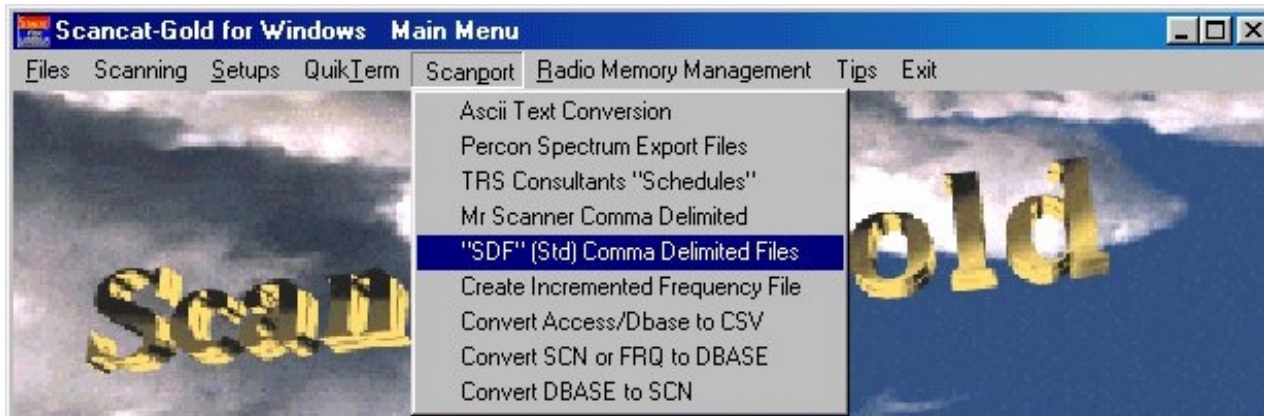 Scancat-Gold for Windows Main Menu
Files Scanning Setups QuikTerm Scanport Radio Memory Management Tips Exit
Ascii Text Conversion
Percon Spectrum Export Files
TRS Consultants "Schedules"
Mr Scanner Comma Delimited
"SDF" (Std) Comma Delimited Files
Create Incremented Frequency File
Convert Access/Dbase to CSV
Convert SCN or FRQ to DBASE
Convert DBASE to SCN
Scan old